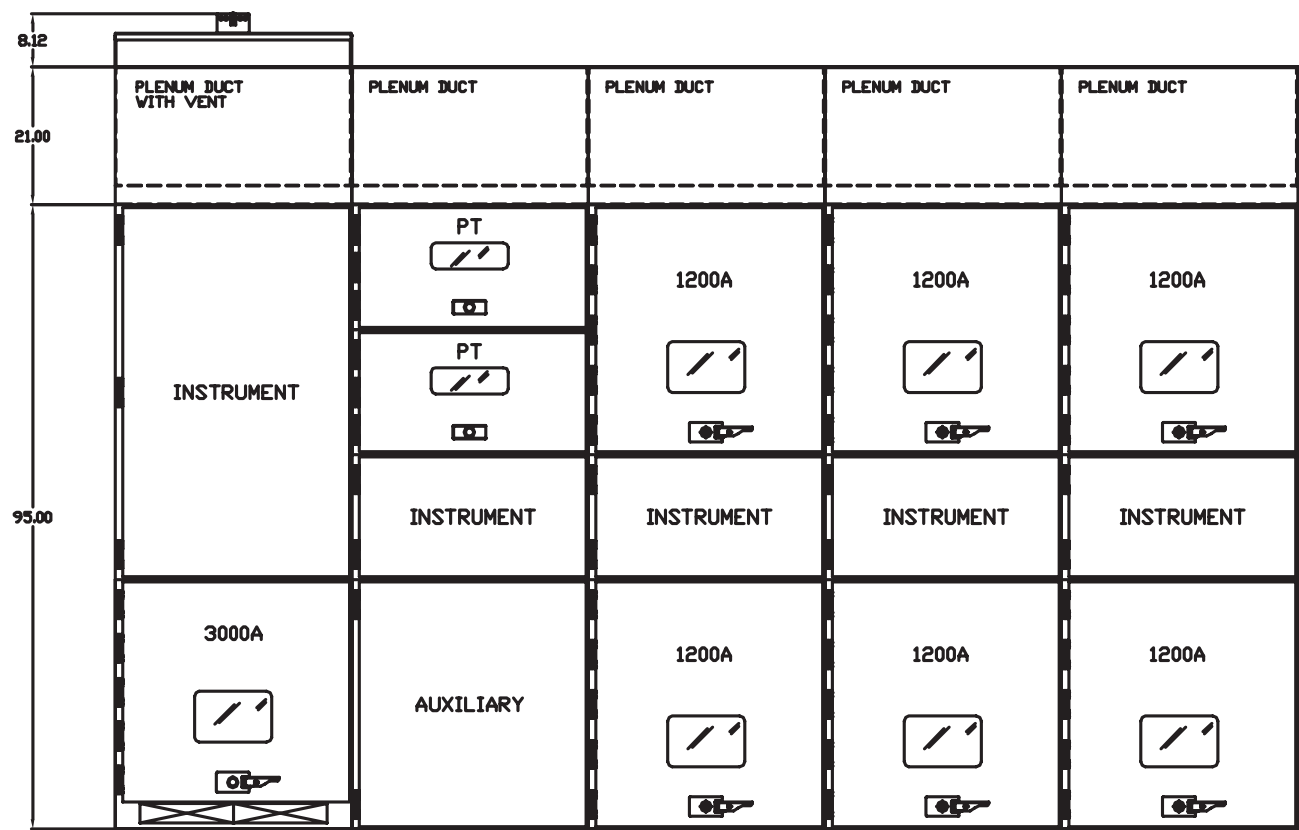 8.12
PLENUM DUCT
WITH VENT
PLENUM DUCT
PLENUM DUCT
PLENUM DUCT
PLENUM DUCT
21.00
PT
1200A
1200A
1200A
PT
INSTRUMENT
95.00
INSTRUMENT
INSTRUMENT
INSTRUMENT
INSTRUMENT
3000A
1200A
1200A
1200A
AUXILIARY